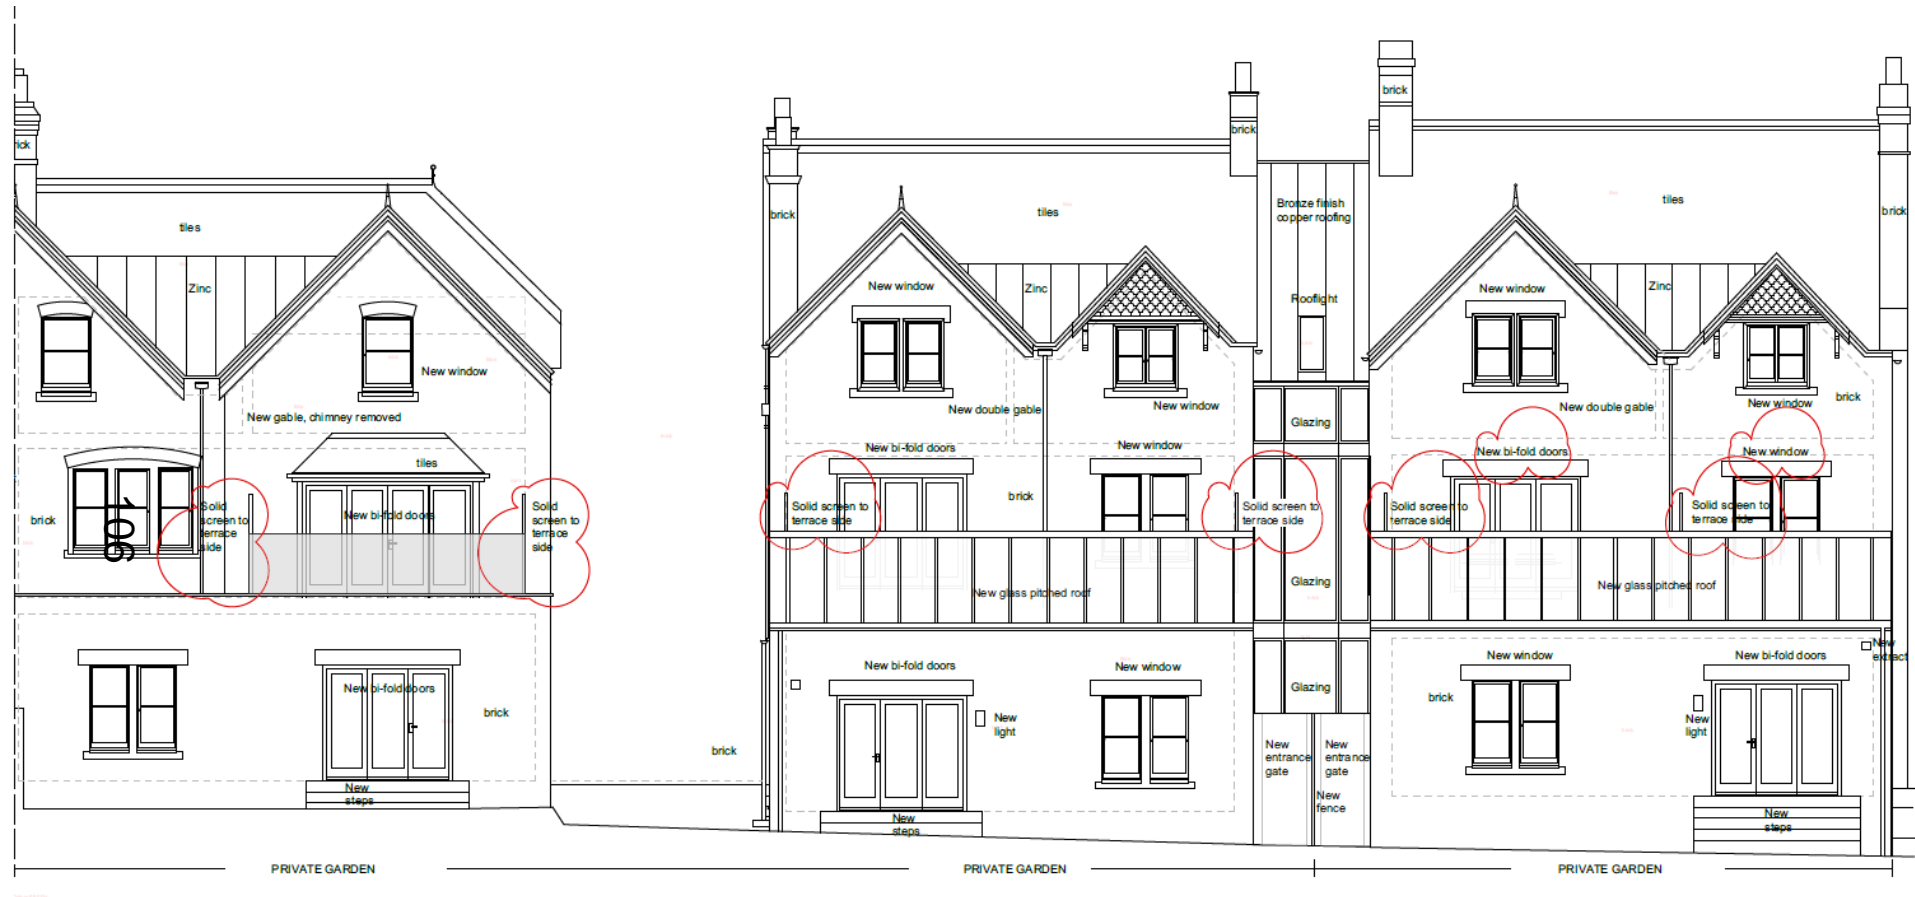 brick
brick
rick
tiles
Zinc
New window
New gable, chimney removed
tiles
brick
106
Solid
screen to
terrace
side
New bi-fold doors
Solid
screen to
terrace
side
New bi-fold doors
brick
New
steps
brick
brick
tiles
New window
Zinc
New double gable
New window
New bi-fold doors
New window
Solid screen to
terrace side
brick
Solid screen to
terrace side
New glass pitched roof
New bi-fold doors
New window
New
light
New
steps
Bronze finish
copper roofing
Rooflight
Glazing
Glazing
Glazing
New
entrance
gate
New
entrance
gate
New
fence
tiles
brick
New window
Zinc
New double gable
New window
brick
New bi-fold doors
New window
Solid screen to
terrace side
Solid screen to
terrace side
New glass pitched roof
New window
New bi-fold doors
New
extract
brick
New
light
New
steps
PRIVATE GARDEN
PRIVATE GARDEN
PRIVATE GARDEN